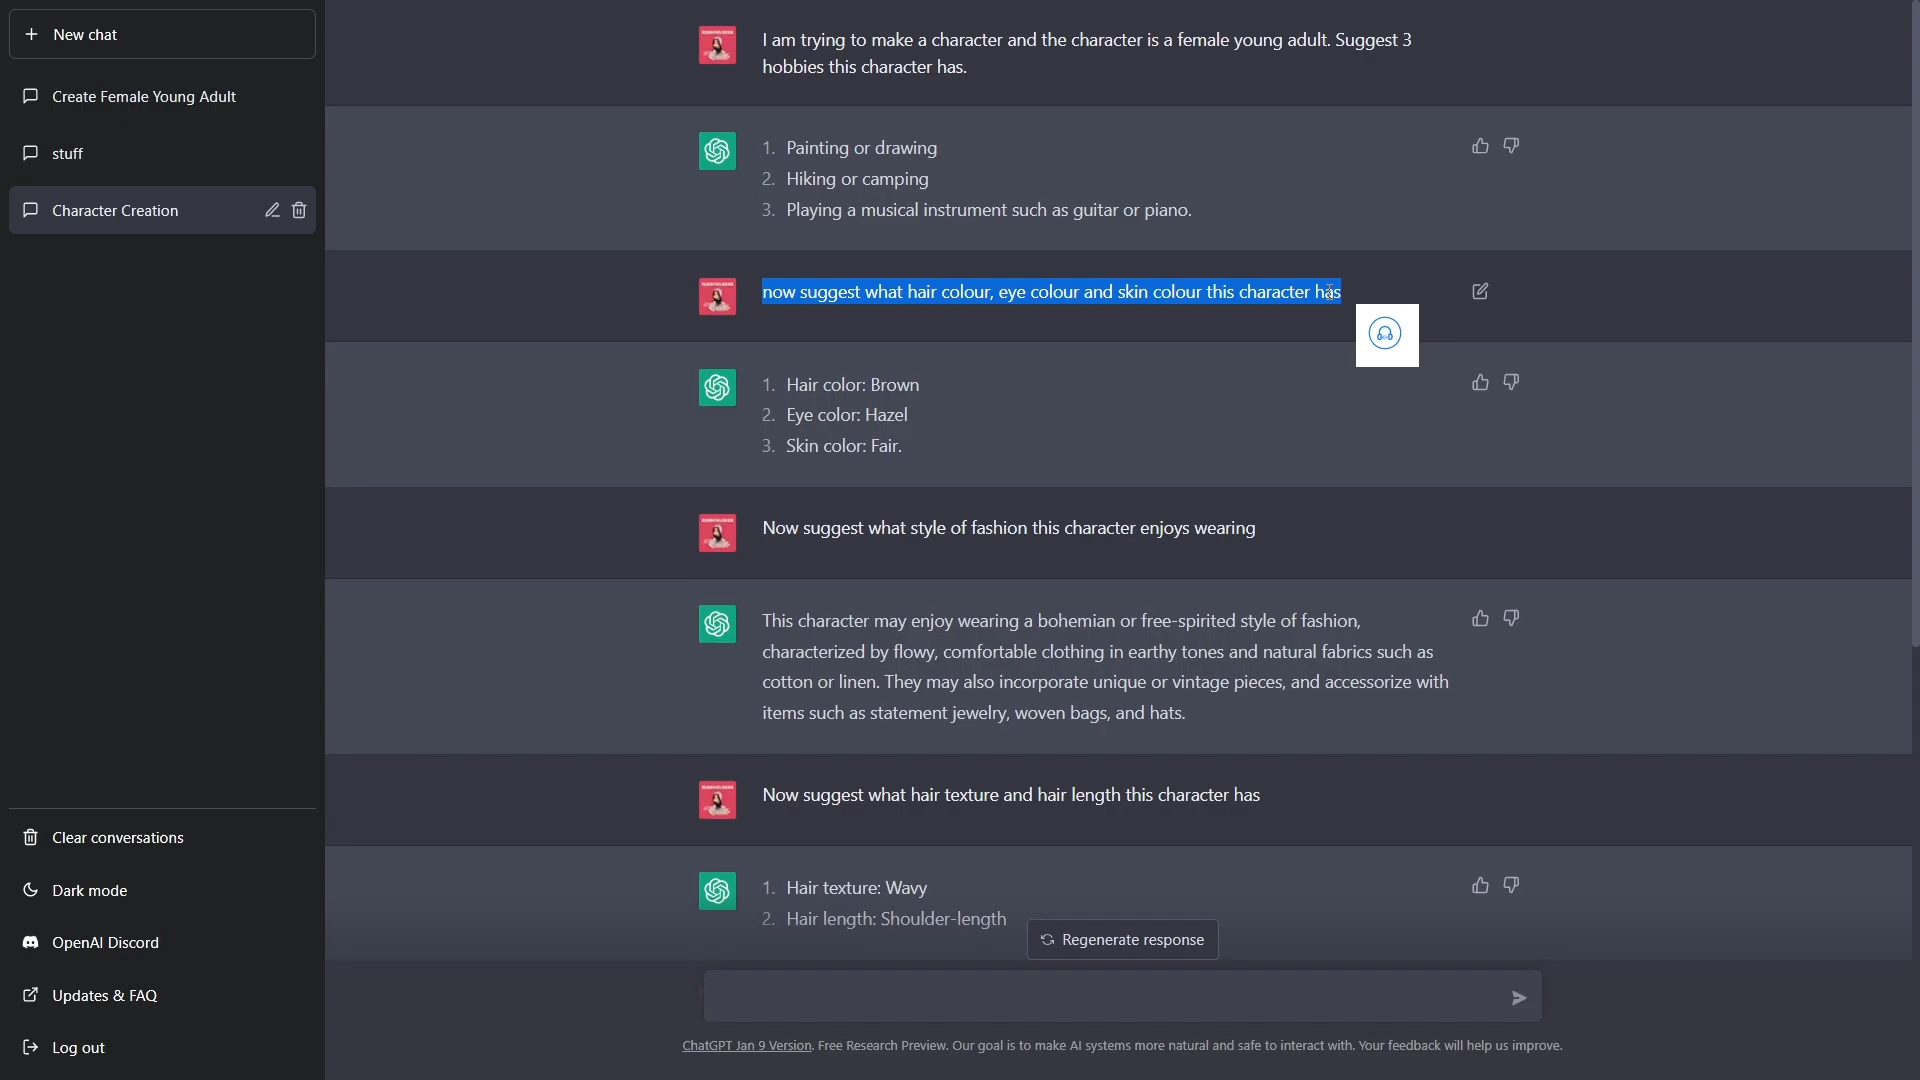 New chat
Create Female Young Adult
stuff
Character Creation
Clear conversations
Dark mode
OpenAI Discord
Updates & FAQ
Log out
I am trying to make a character and the character is a female young adult. Suggest 3
hobbies this character has.
1. Painting or drawing
2. Hiking or camping
3. Playing a musical instrument such as guitar or piano.
now suggest what hair colour, eye colour and skin colour this character has
1. Hair color: Brown
2. Eye color: Hazel
3. Skin color: Fair.
Now suggest what style of fashion this character enjoys wearing
This character may enjoy wearing a bohemian or free-spirited style of fashion,
characterized by flowy, comfortable clothing in earthy tones and natural fabrics such as
cotton or linen. They may also incorporate unique or vintage pieces, and accessorize with
items such as statement jewelry, woven bags, and hats.
Now suggest what hair texture and hair length this character has
1. Hair texture: Wavy
2. Hair length: Shoulder-length
Regenerate response
ChatGPT Jan 9 Version. Free Research Preview. Our goal is to make AI systems more natural and safe to interact with. Your feedback will help us improve.